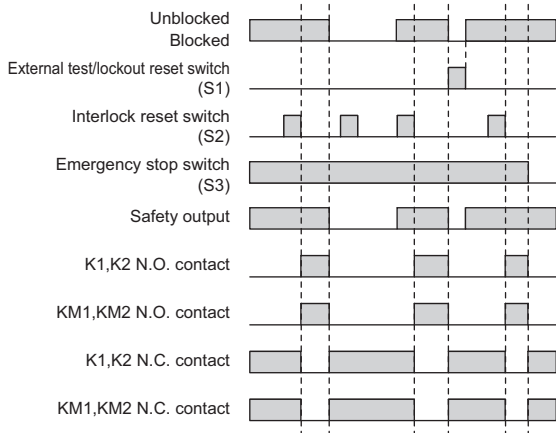 Unblocked
Blocked
External test/lockout reset switch
(S1)
Interlock reset switch
(S2)
Emergency stop switch
(S3)
Safety output
K1,K2 N.O. contact
KM1,KM2 N.O. contact
K1,K2 N.C. contact
KM1,KM2 N.C. contact